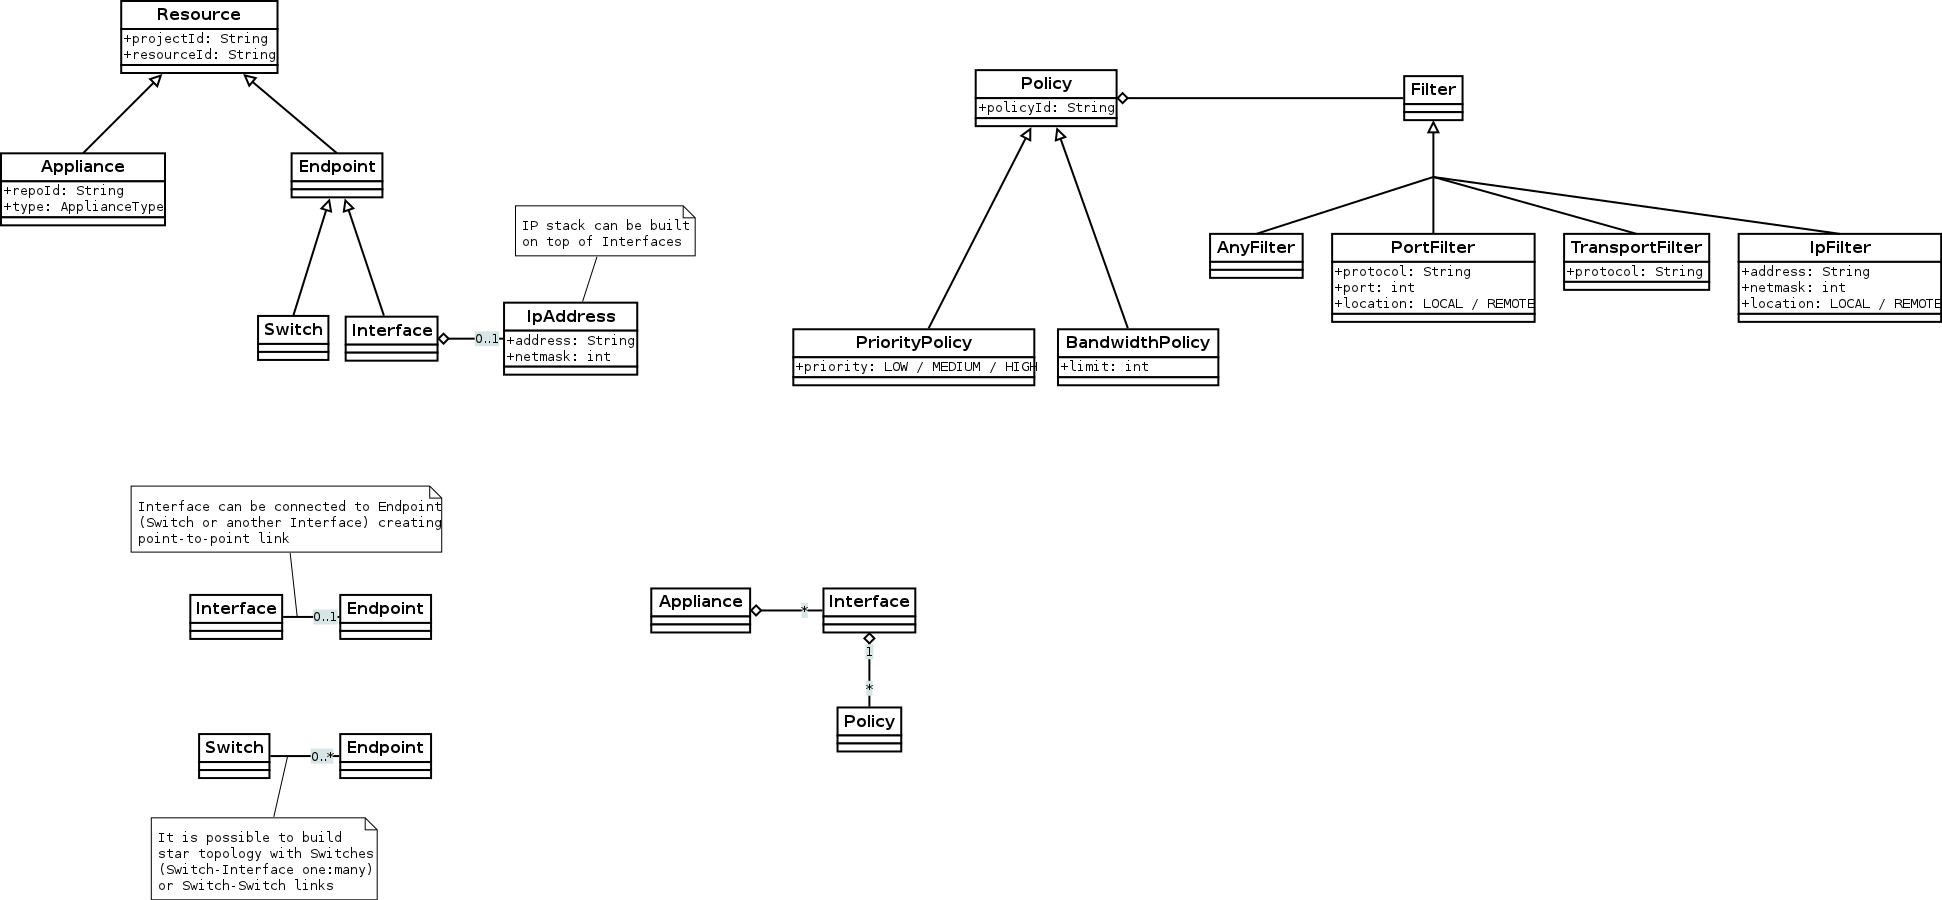 Resource
+projectId: String
+resourceId: String
Appliance
+repoId: String
+type: ApplianceType
Endpoint
IP stack can be built
on top of Interfaces
Switch
Interface
0..1
IpAddress
+address: String
+netmask: int
Policy
+policyId: String
Filter
AnyFilter
PortFilter
+protocol: String
+port: int
+location: LOCAL / REMOTE
TransportFilter
+protocol: String
IpFilter
+address: String
+netmask: int
+location: LOCAL / REMOTE
PriorityPolicy
+priority: LOW / MEDIUM / HIGH
BandwidthPolicy
+limit: int
Interface can be connected to Endpoint
(Switch or another Interface) creating
point-to-point link
Interface
0..1
Endpoint
Switch
0..*
Endpoint
It is possible to build
star topology with Switches
(Switch-Interface one:many)
or Switch-Switch links
Appliance
*
Interface
1
*
Policy